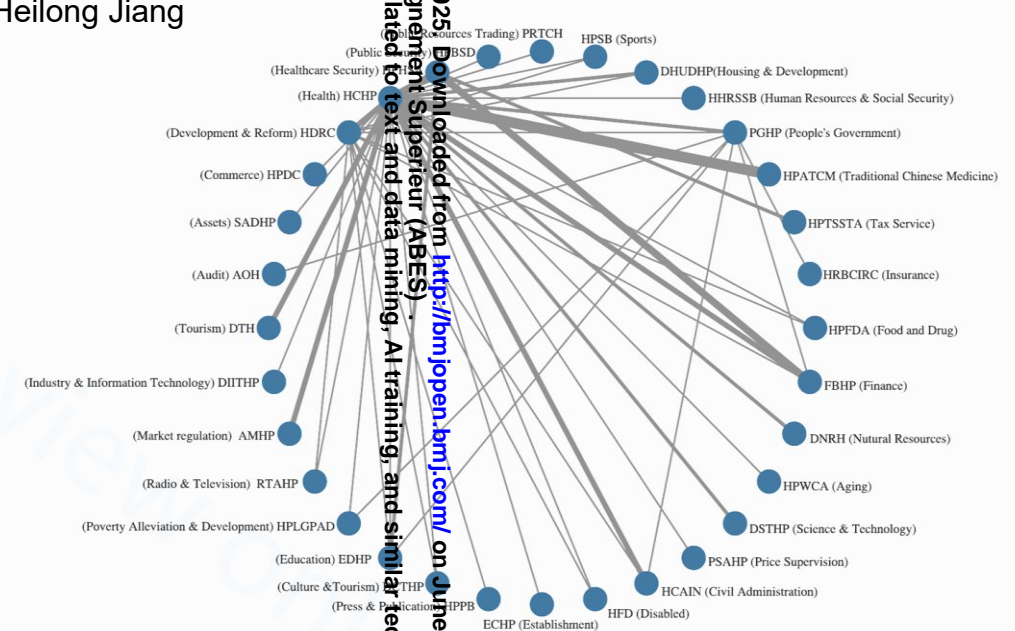 Heilong Jiang
Resources Trading) PRTCH
HPSB (Sports)
(Public
(Healthcare Security)
DHUDHP(Housing & Development)
(Health) HCHP
HHRSSB (Human Resources & Social Security)
(Development & Reform) HDRC
PGHP (People's Government)
(Commerce) HPDC
HPATCM (Traditional Chinese Medicine)
(Assets) SADHP
HPTSSTA (Tax Service)
(Audit) AOH
HRBCIRC (Insurance)
(Tourism) DTH
HPFDA (Food and Drug)
(Industry & Information Technology) DIITHP
FBHP (Finance)
(Market regulation) AMHP
DNRH (Nutural Resources)
(Radio & Television) RTAHP
HPWCA (Aging)
(Poverty Alleviation & Development) HPLGPAD
DSTHP (Science & Technology)
(Education) EDHP
PSAHP (Price Supervision)
(Culture &Tourism)
HCAIN (Civil Administration)
(Press & Publication) HPPB
HFD (Disabled)
ECHP (Establishment)
025. Downloaded from http://bmjopen.bmj.com/ on June
gnement Superieur (ABES) .
lated to text and data mining, AI training, and similar tec